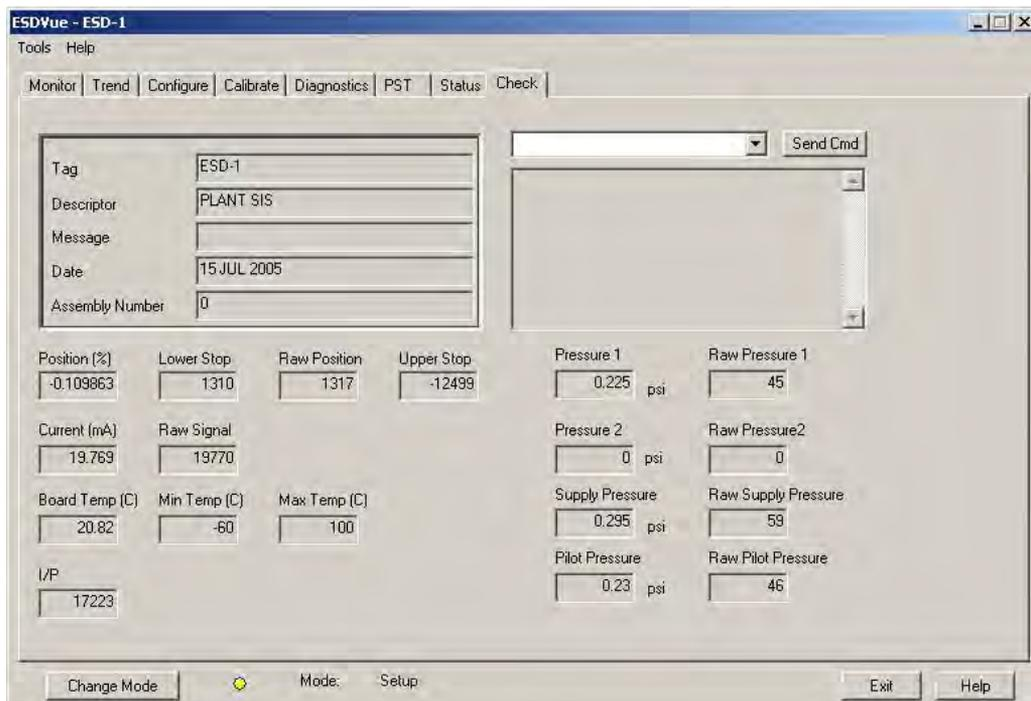 ESDVue - ESD-1
Tools Help
Monitor Trend Configure Calibrate Diagnostics PST Status Check
Tag ESD-1
Descriptor PLANT SIS
Message
Date 15 JUL 2005
Assembly Number 0
Send Cmd
Position (%) Lower Stop Raw Position Upper Stop
-0.109863 1310 1317 -12499
Current (mA) Raw Signal
19.769 19770
Board Temp (C) Min Temp (C) Max Temp (C)
20.82 -60 100
I/P
17223
Pressure 1 Raw Pressure 1
0.225 psi 45
Pressure 2 Raw Pressure2
0 psi 0
Supply Pressure Raw Supply Pressure
0.295 psi 59
Pilot Pressure Raw Pilot Pressure
0.23 psi 46
Change Mode Mode: Setup Exit Help